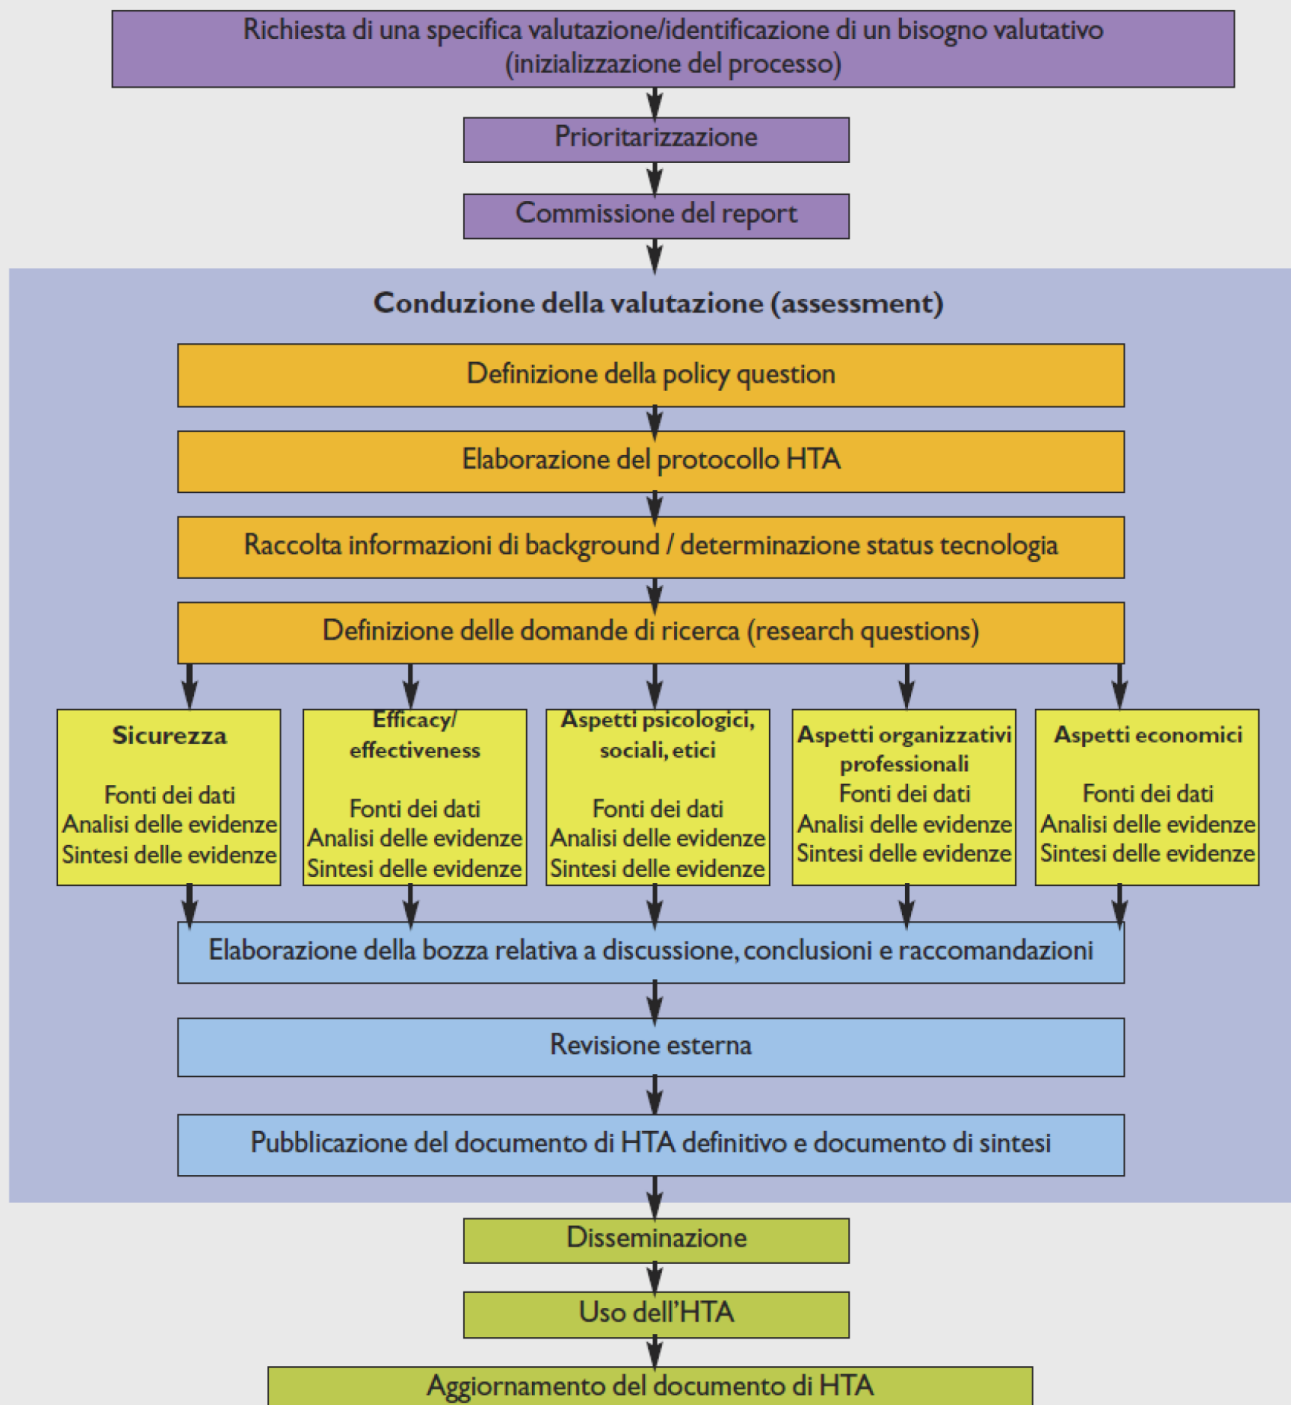 Richiesta di una specifica valutazione/identificazione di un bisogno valutativo
(inizializzazione del processo)
Prioritarizzazione
Commissione del report
Conduzione della valutazione (assessment)
Definizione della policy question
Elaborazione del protocollo HTA
Raccolta informazioni di background / determinazione status tecnologia
Definizione delle domande di ricerca (research questions)
Sicurezza
Fonti dei dati
Analisi delle evidenze
Sintesi delle evidenze
Efficacy/
effectiveness
Fonti dei dati
Analisi delle evidenze
Sintesi delle evidenze
Aspetti psicologici,
sociali, etici
Fonti dei dati
Analisi delle evidenze
Sintesi delle evidenze
Aspetti organizzativi
professionali
Fonti dei dati
Analisi delle evidenze
Sintesi delle evidenze
Aspetti economici
Fonti dei dati
Analisi delle evidenze
Sintesi delle evidenze
Elaborazione della bozza relativa a discussione, conclusioni e raccomandazioni
Revisione esterna
Pubblicazione del documento di HTA definitivo e documento di sintesi
Disseminazione
Uso dell’HTA
Aggiornamento del documento di HTA